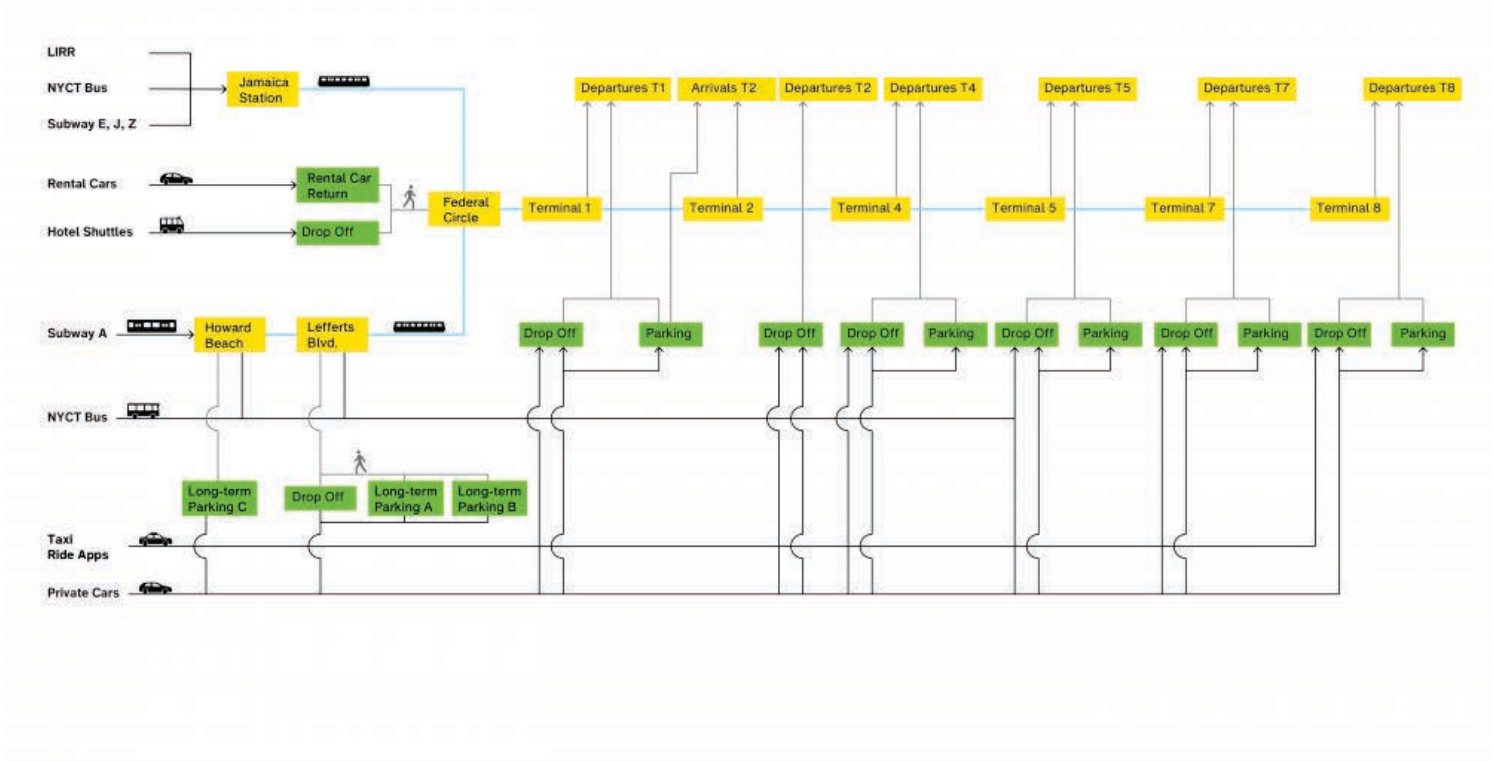 LIRR
NYCT Bus
Subway E, J, Z
Jamaica
Station
Departures T1
Arrivals T2
Departures T2
Departures T4
Departures T5
Departures T7
Departures T8
Rental Cars
Rental Car
Return
Hotel Shuttles
Drop Off
Federal
Circle
Terminal 1
Terminal 2
Terminal 4
Terminal 5
Terminal 7
Terminal 8
Subway A
Howard
Beach
Lefferts
Blvd.
Drop Off
Parking
Drop Off
Drop Off
Parking
Drop Off
Parking
Drop Off
Parking
Drop Off
Parking
NYCT Bus
Long-term
Parking C
Drop Off
Long-term
Parking A
Long-term
Parking B
Taxi
Ride Apps
Private Cars